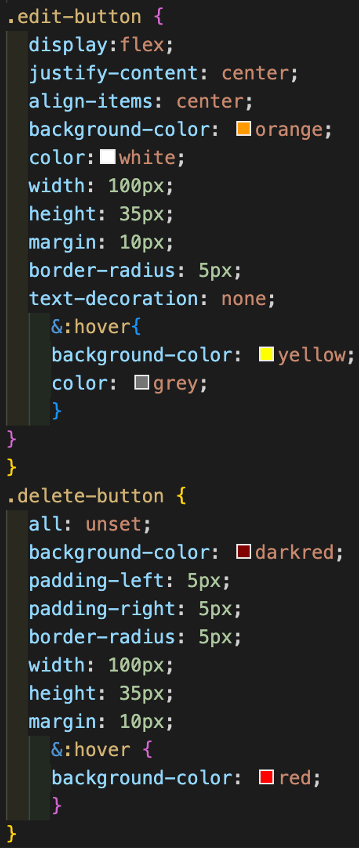 .edit-button {
display:flex;
justify-content: center;
align-items: center;
background-color: orange;
color:white;
width: 100px;
height: 35px;
margin: 10px;
border-radius: 5px;
text-decoration: none;
&:hover{
background-color: yellow;
color: grey;
}
}
}
.delete-button {
all: unset;
background-color: darkred;
padding-left: 5px;
padding-right: 5px;
border-radius: 5px;
width: 100px;
height: 35px;
margin: 10px;
&:hover {
background-color: red;
}
}